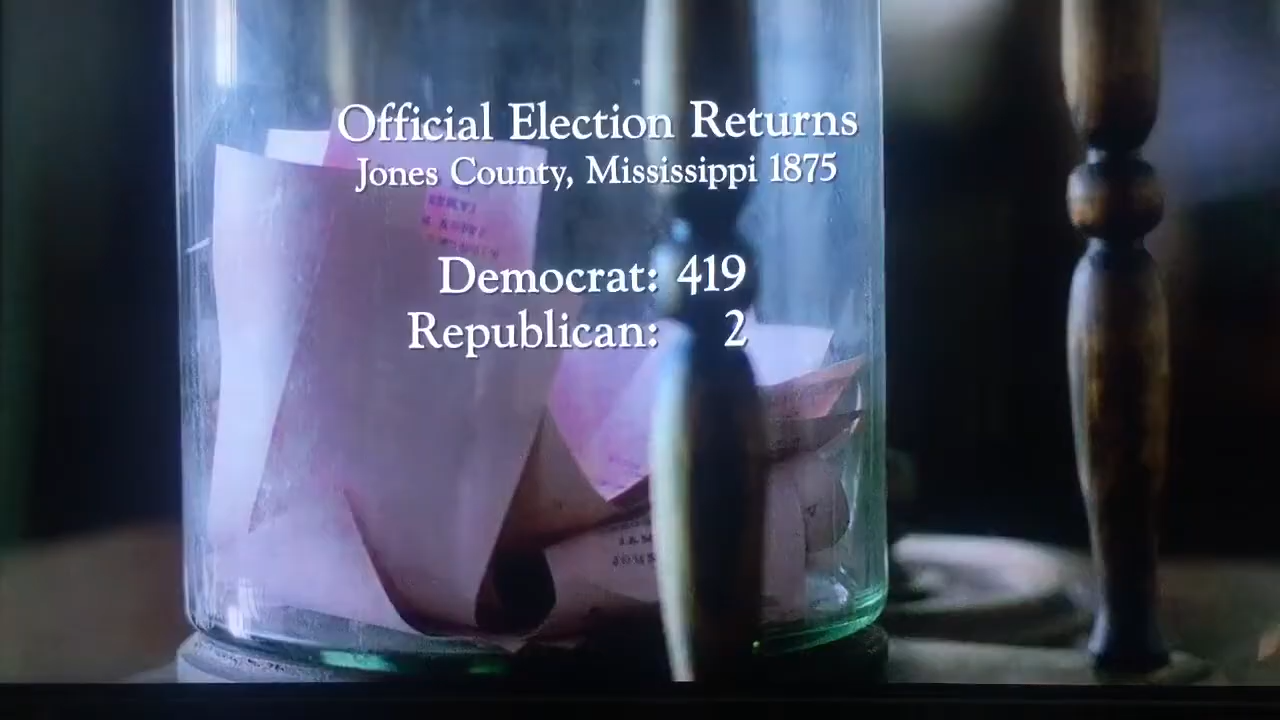 Official Election Returns
Jones County, Mississippi 1875
Democrat: 419
Republican: 2